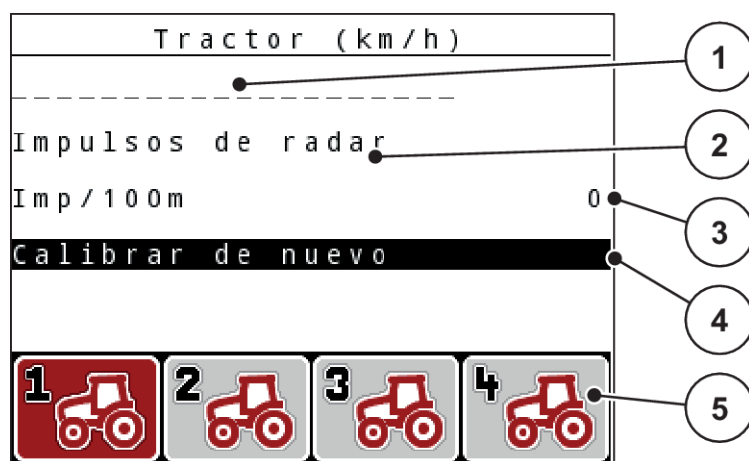 Tractor (km/h)
1
Impulsos de radar
2
Imp/100m 0
3
Calibrar de nuevo
4
1 2 3 4
5